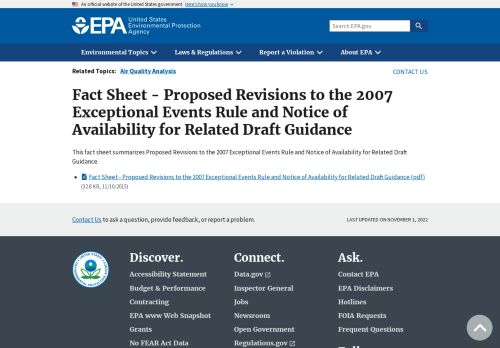 An official website of the United States government Here's how you know
EPA United States
Environmental Protection
Agency
Search EPA.gov
Environmental Topics Laws & Regulations Report a Violation About EPA
Related Topics: Air Quality Analysis CONTACT US
Fact Sheet - Proposed Revisions to the 2007
Exceptional Events Rule and Notice of
Availability for Related Draft Guidance
This fact sheet summarizes Proposed Revisions to the 2007 Exceptional Events Rule and Notice of Availability for Related Draft
Guidance.
Fact Sheet - Proposed Revisions to the 2007 Exceptional Events Rule and Notice of Availability for Related Draft Guidance (pdf)
(32.8 KB, 11/10/2015)
Contact Us to ask a question, provide feedback, or report a problem. LAST UPDATED ON NOVEMBER 1, 2022
Discover. Connect. Ask.
Accessibility Statement Data.gov Contact EPA
Budget & Performance Inspector General EPA Disclaimers
Contracting Jobs Hotlines
EPA www Web Snapshot Newsroom FOIA Requests
Grants Open Government Frequent Questions
No FEAR Act Data Regulations.gov